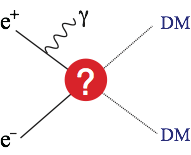 e+ γ DM
?
e− DM